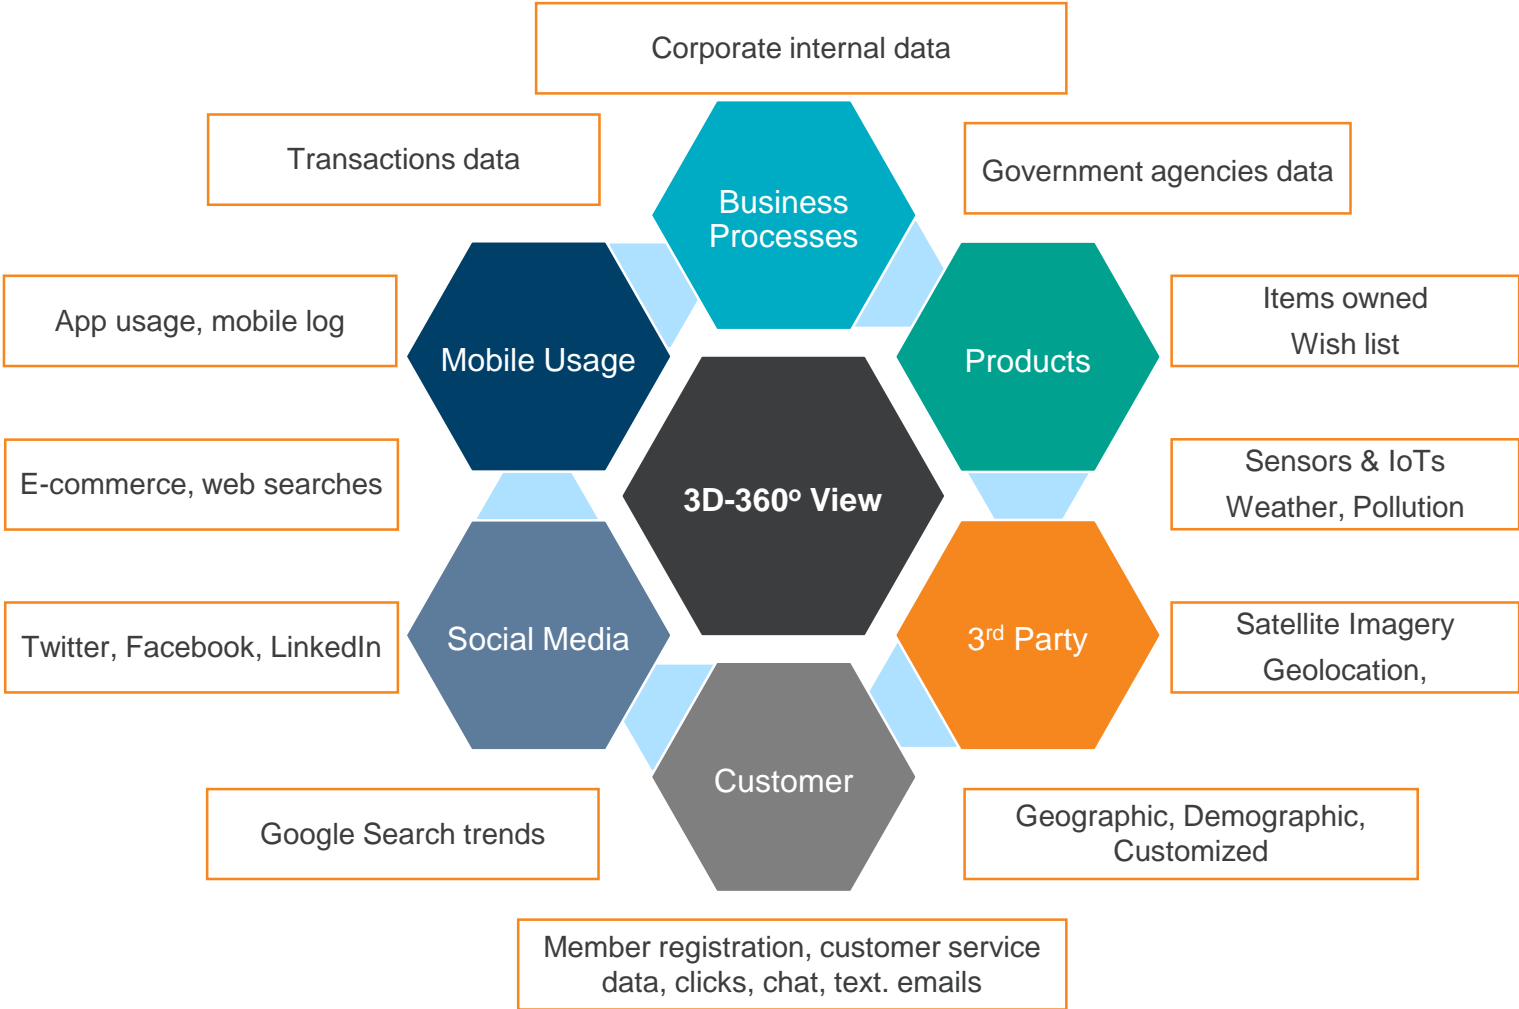 Corporate internal data
Transactions data
Government agencies data
Business
Processes
App usage, mobile log
Mobile Usage
Products
Items owned
Wish list
E-commerce, web searches
3D-360º View
Sensors & IoTs
Weather, Pollution
Twitter, Facebook, LinkedIn
Social Media
3rd Party
Satellite Imagery
Geolocation,
Customer
Google Search trends
Geographic, Demographic,
Customized
Member registration, customer service
data, clicks, chat, text. emails